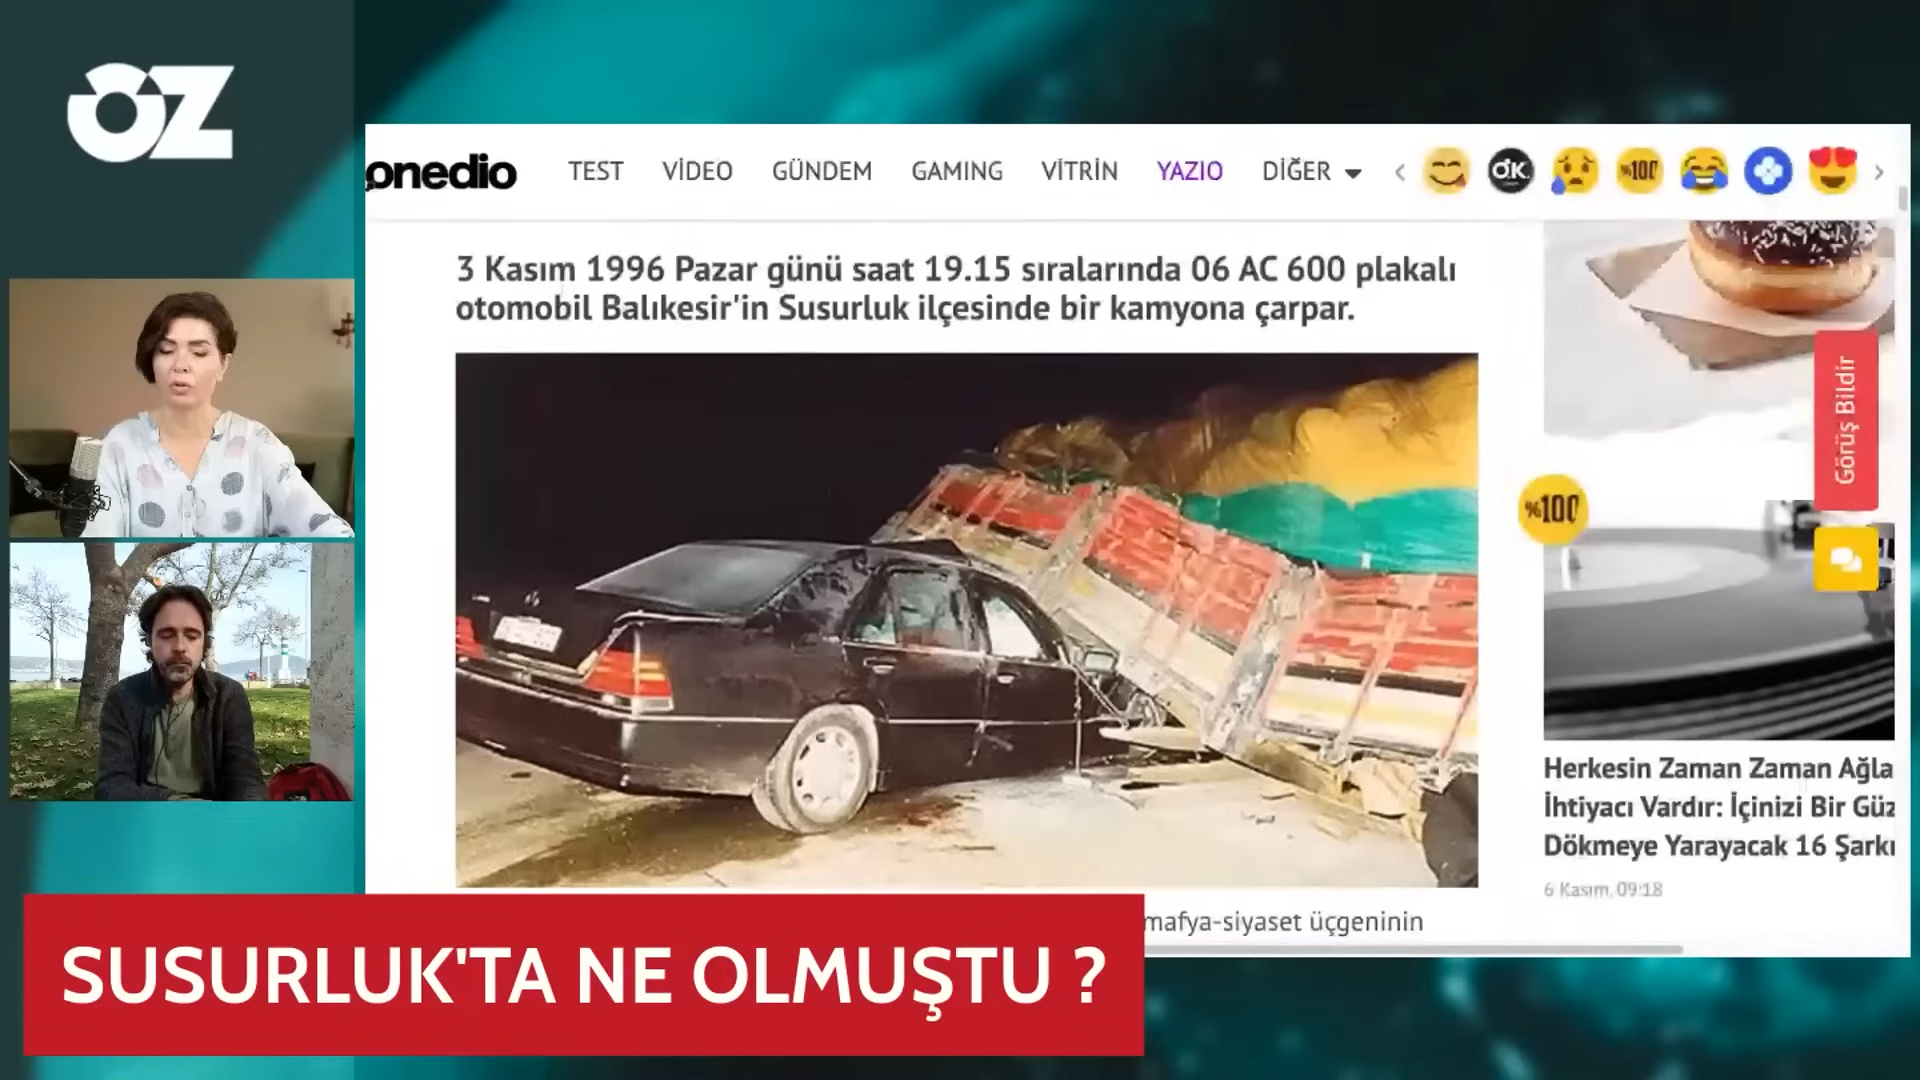 ÖZ
onedio
TEST VİDEO GÜNDEM GAMING VİTRİN YAZIO DİĞER
O.K.
%100
3 Kasım 1996 Pazar günü saat 19.15 sıralarında 06 AC 600 plakalı
otomobil Balıkesir'in Susurluk ilçesinde bir kamyona çarpar.
Görüş Bildir
%100
Herkesin Zaman Zaman Ağla
İhtiyacı Vardır: İçinizi Bir Güz
Dökmeye Yarayacak 16 Şarkı
6 Kasım, 09:18
mafya-siyaset üçgeninin
SUSURLUK'TA NE OLMUŞTU ?